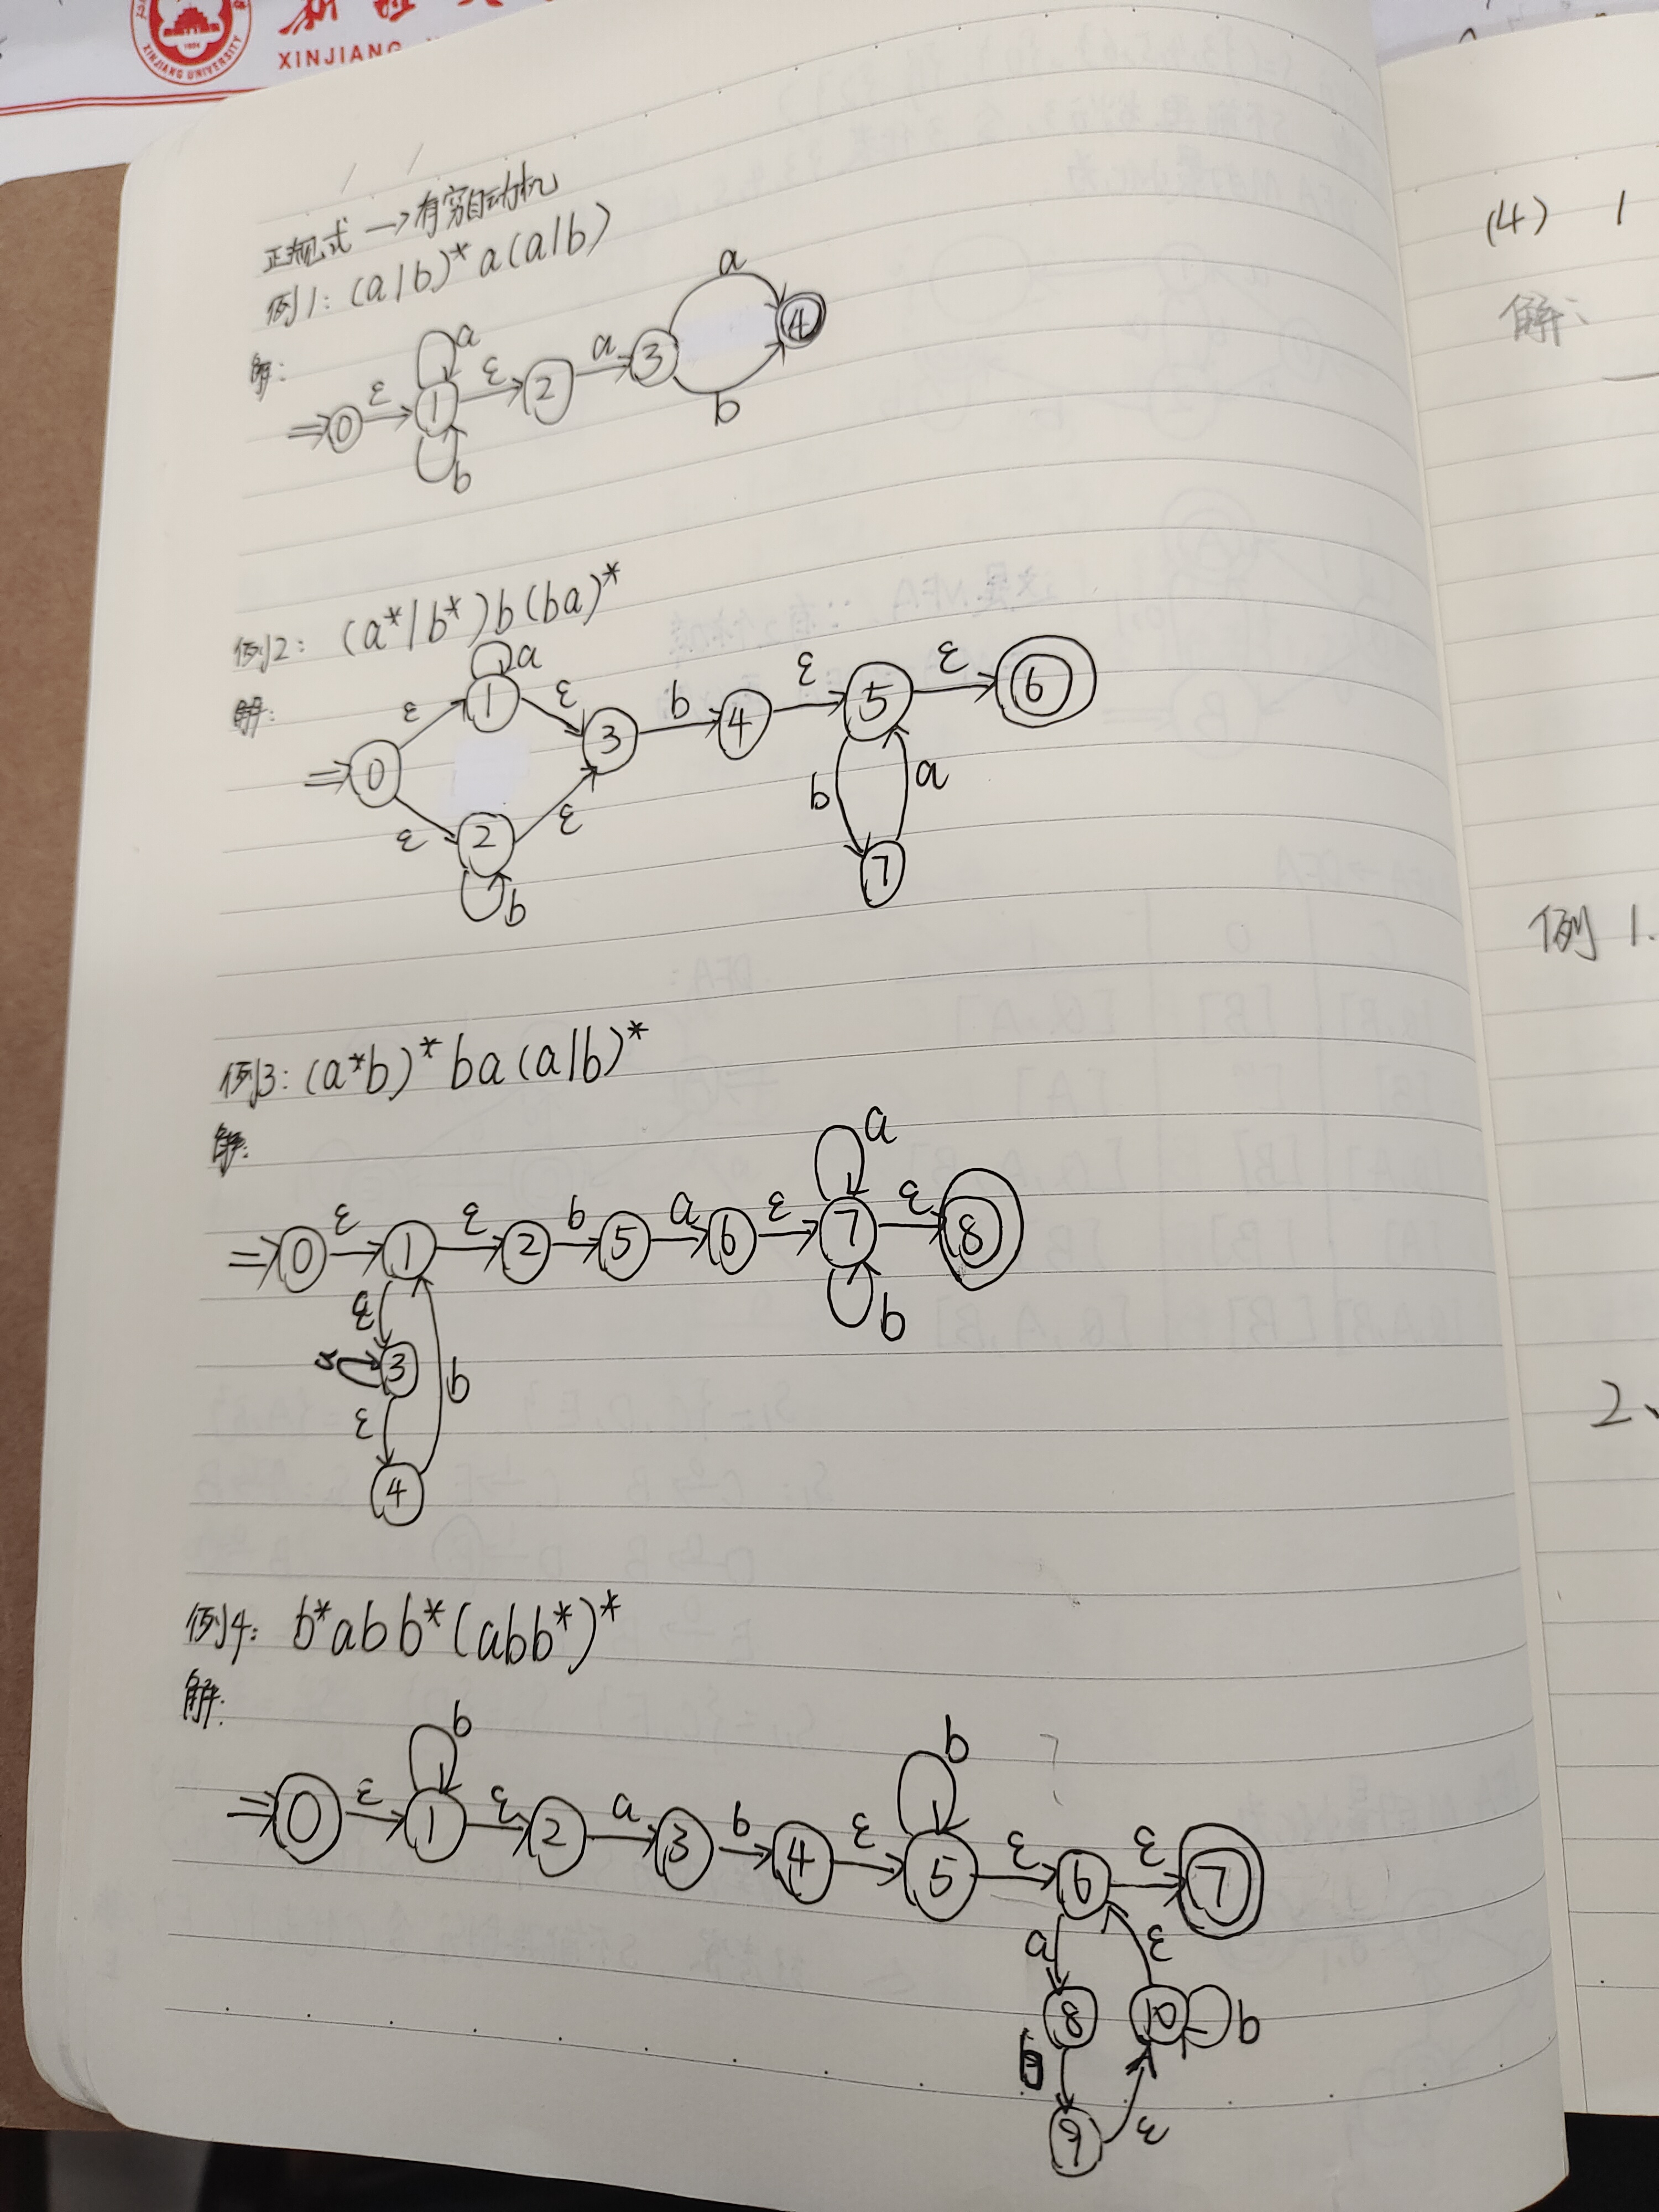 XINJIANG UNIVERSITY
XINJIANG
正规式 → 有穷自动机
例1: (a|b)* a (a|b)
解:
a
ε a ε a
⇒ 0 1 2 3 4
b b
例2: (a*|b*) b (ba)*
解:
a
ε 1 ε b ε ε
⇒ 0 3 4 5 6
ε 2 ε b a
b 7
例3: (a*b)* ba (a|b)*
解:
a
ε ε b a ε ε
⇒ 0 1 2 5 6 7 8
ε b
3
ε b
4
例4: b*abb*(abb*)*
解:
b b
ε ε a b ε ε ε
⇒ 0 1 2 3 4 5 6 7
a ε
8 10 b
b
9 ε
(4) 1
解:
例 1.
2、